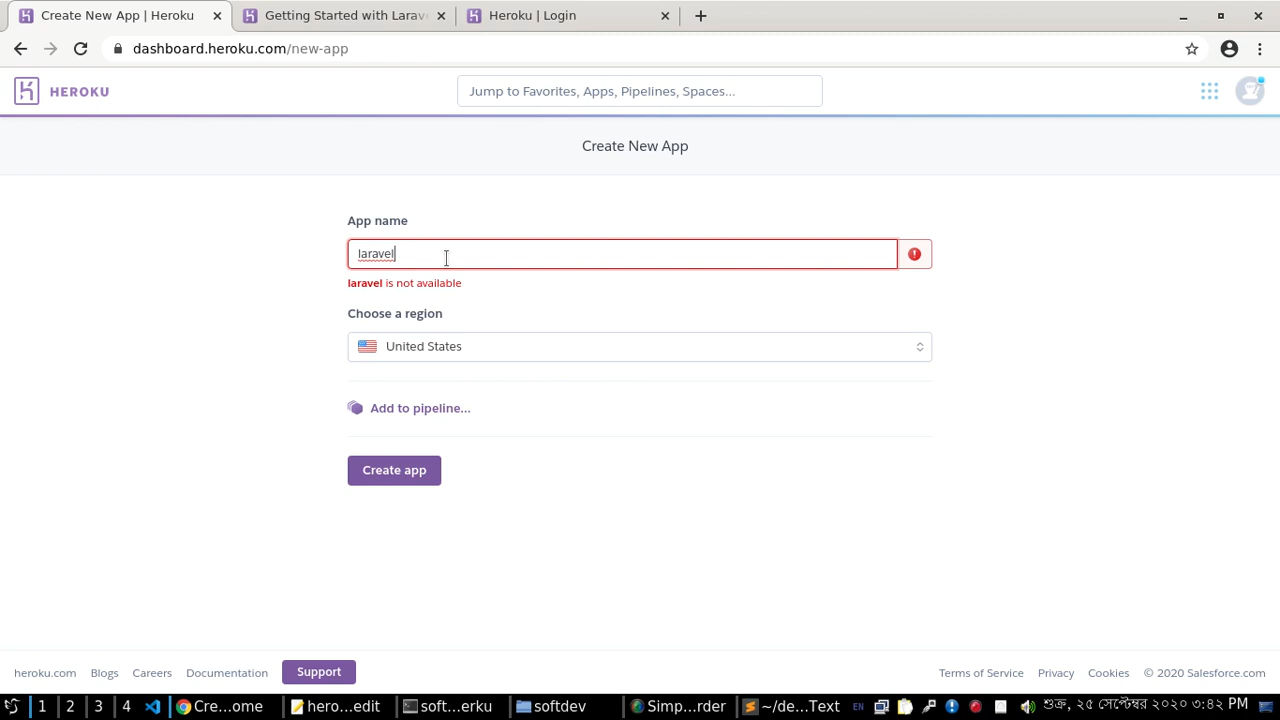 Create New App | Heroku
Getting Started with Larav
Heroku | Login
dashboard.heroku.com/new-app
HEROKU
Jump to Favorites, Apps, Pipelines, Spaces...
Create New App
App name
laravel
laravel is not available
Choose a region
United States
Add to pipeline...
Create app
heroku.com Blogs Careers Documentation Support Terms of Service Privacy Cookies © 2020 Salesforce.com
1 2 3 4 Cre...ome hero...edit soft...erku softdev Simp...rder ~/de...Text EN শুক্র, ২৫ সেপ্টেম্বর ২০২০ ৩:৪২ PM